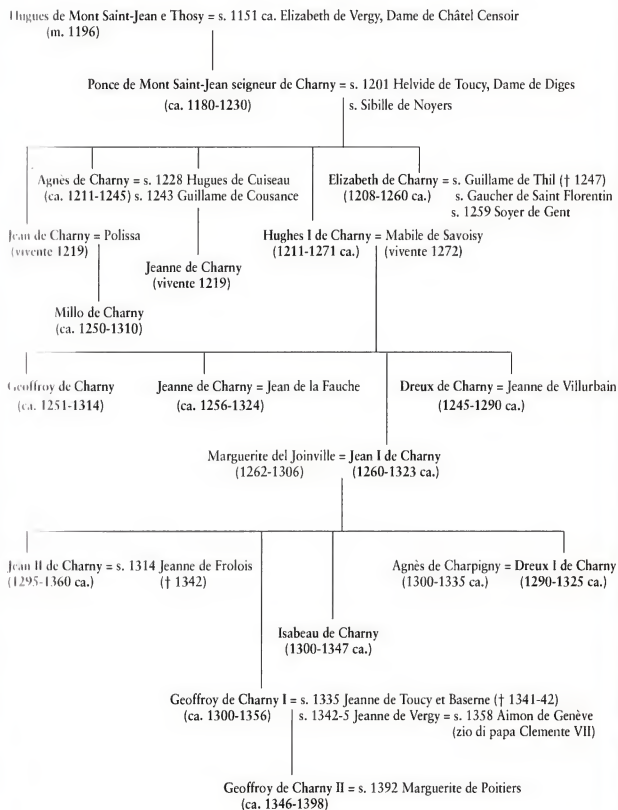 Hugues de Mont Saint-Jean e Thosy = s. 1151 ca. Elizabeth de Vergy, Dame de Châtel Censoir
(m. 1196)
Ponce de Mont Saint-Jean seigneur de Charny = s. 1201 Helvide de Toucy, Dame de Diges
(ca. 1180-1230) s. Sibille de Noyers
Agnès de Charny = s. 1228 Hugues de Cuiseau Elizabeth de Charny = s. Guillame de Thil († 1247)
(ca. 1211-1245) s. 1243 Guillame de Cousance (1208-1260 ca.) s. Gaucher de Saint Florentin
s. 1259 Soyer de Gent
Jean de Charny = Polissa Hughes I de Charny = Mabile de Savoisy
(vivente 1219) (1211-1271 ca.) (vivente 1272)
Jeanne de Charny
(vivente 1219)
Millo de Charny
(ca. 1250-1310)
Geoffroy de Charny Jeanne de Charny = Jean de la Fauche Dreux de Charny = Jeanne de Villurbain
(ca. 1251-1314) (ca. 1256-1324) (1245-1290 ca.)
Marguerite del Joinville = Jean I de Charny
(1262-1306) (1260-1323 ca.)
Jean II de Charny = s. 1314 Jeanne de Frolois Agnès de Charpigny = Dreux I de Charny
(1295-1360 ca.) († 1342) (1300-1335 ca.) (1290-1325 ca.)
Isabeau de Charny
(1300-1347 ca.)
Geoffroy de Charny I = s. 1335 Jeanne de Toucy et Baserne († 1341-42)
(ca. 1300-1356) s. 1342-5 Jeanne de Vergy = s. 1358 Aimon de Genève
(zio di papa Clemente VII)
Geoffroy de Charny II = s. 1392 Marguerite de Poitiers
(ca. 1346-1398)